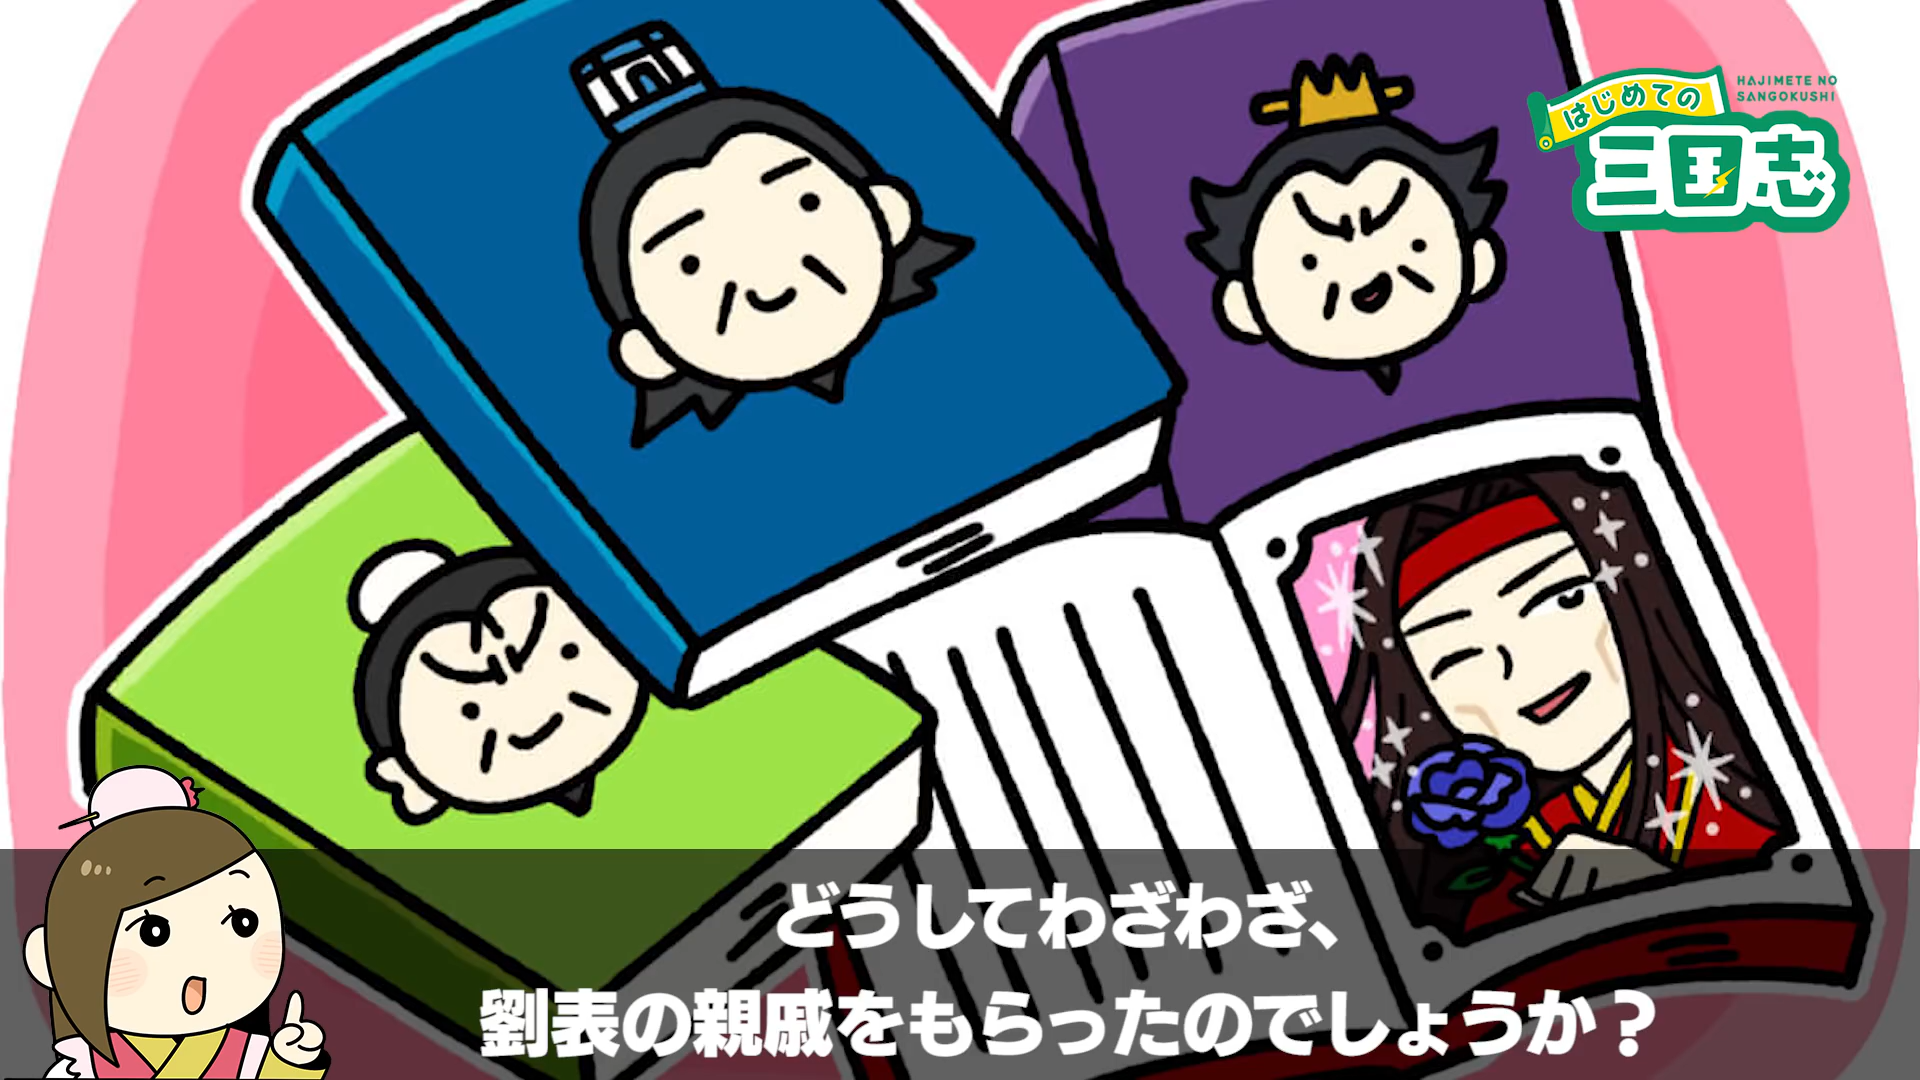 はじめての
三国志
HAJIMETE NO
SANGOKUSHI
どうしてわざわざ、
劉表の親戚をもらったのでしょうか？